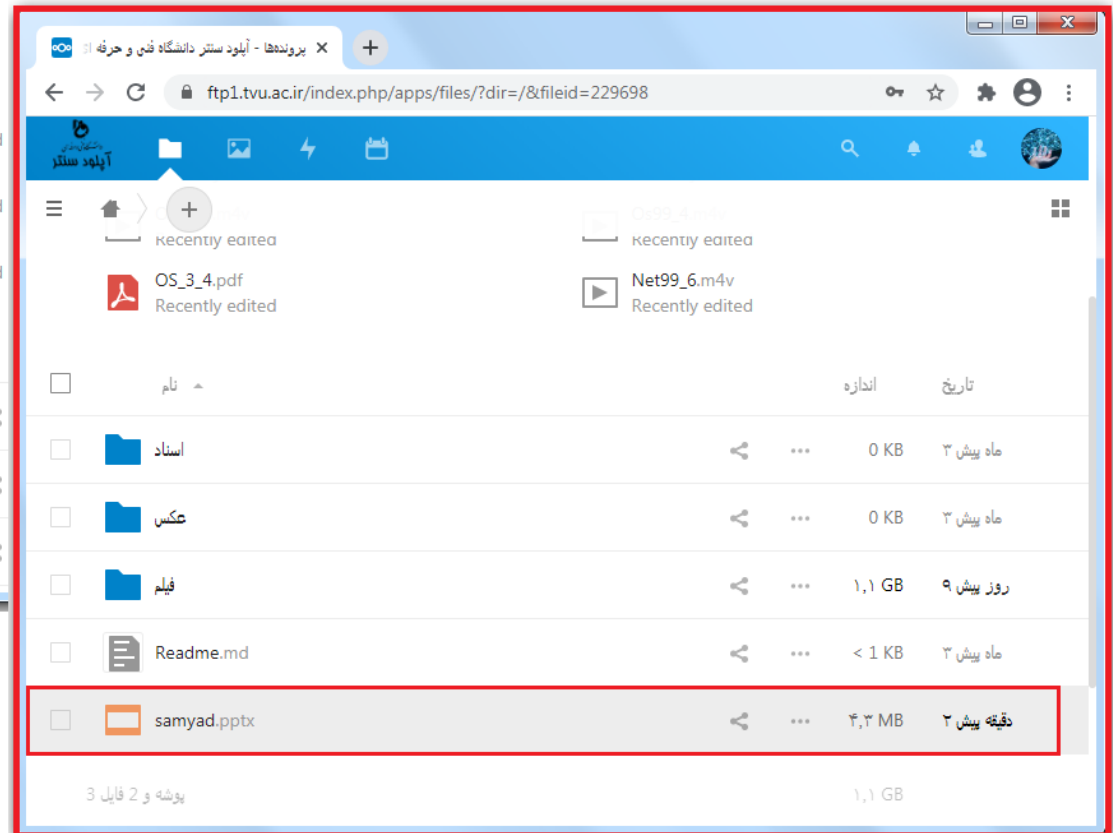 پرونده‌ها - آپلود سنتر دانشگاه فنی و حرفه ای
ftp1.tvu.ac.ir/index.php/apps/files/?dir=/&fileid=229698
آپلود سنتر
Os99_4.m4v
Recently edited
Recently edited
OS_3_4.pdf
Recently edited
Net99_6.m4v
Recently edited
نام
اندازه
تاریخ
اسناد
0 KB
ماه پیش ۳
عکس
0 KB
ماه پیش ۳
فیلم
۱,۱ GB
روز پیش ۹
Readme.md
< 1 KB
ماه پیش ۳
samyad.pptx
۴,۳ MB
دقیقه پیش ۲
پوشه و 2 فایل 3
۱,۱ GB